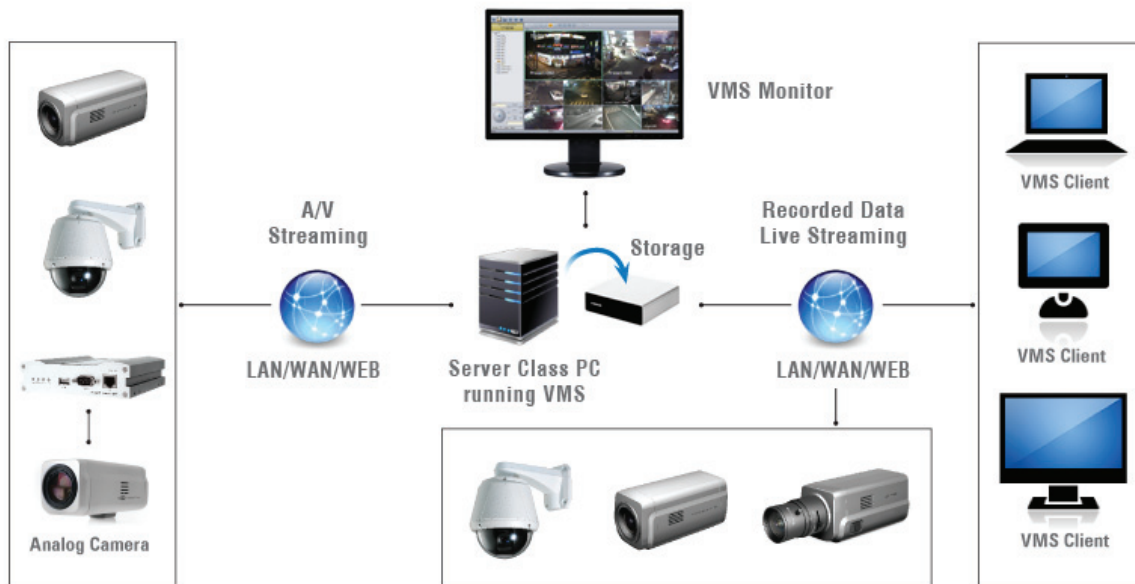 VMS Monitor
A/V
Streaming
Recorded Data
Live Streaming
Storage
LAN/WAN/WEB
Server Class PC
running VMS
LAN/WAN/WEB
Analog Camera
VMS Client
VMS Client
VMS Client